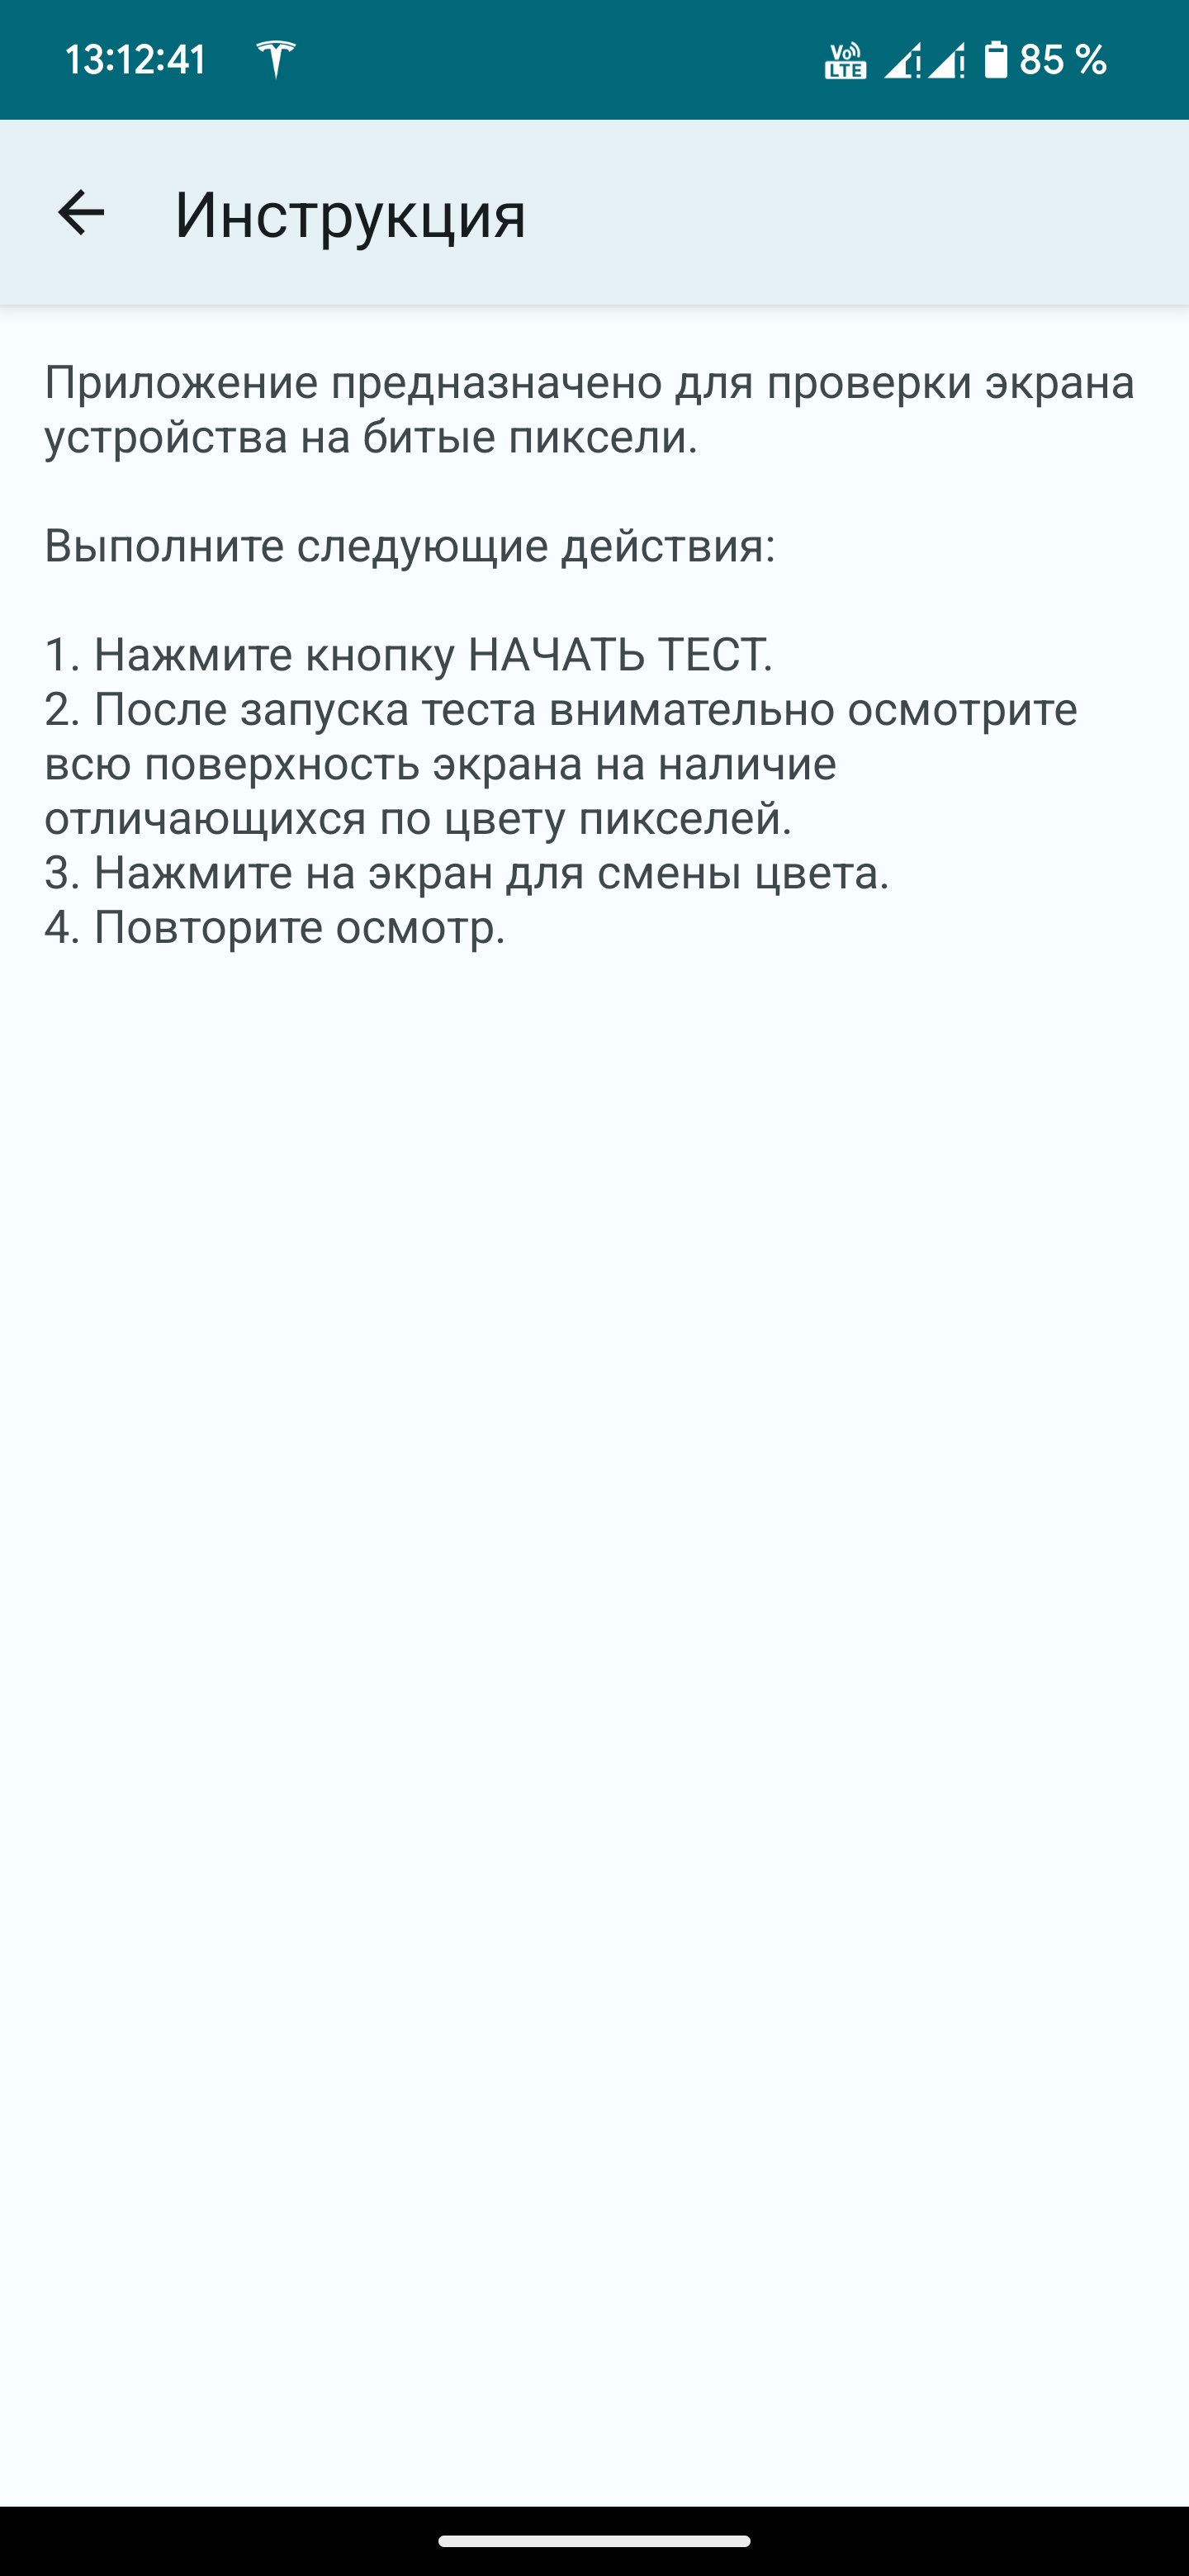 13:12:41
Vo LTE 85 %
Инструкция
Приложение предназначено для проверки экрана
устройства на битые пиксели.
Выполните следующие действия:
1. Нажмите кнопку НАЧАТЬ ТЕСТ.
2. После запуска теста внимательно осмотрите
всю поверхность экрана на наличие
отличающихся по цвету пикселей.
3. Нажмите на экран для смены цвета.
4. Повторите осмотр.